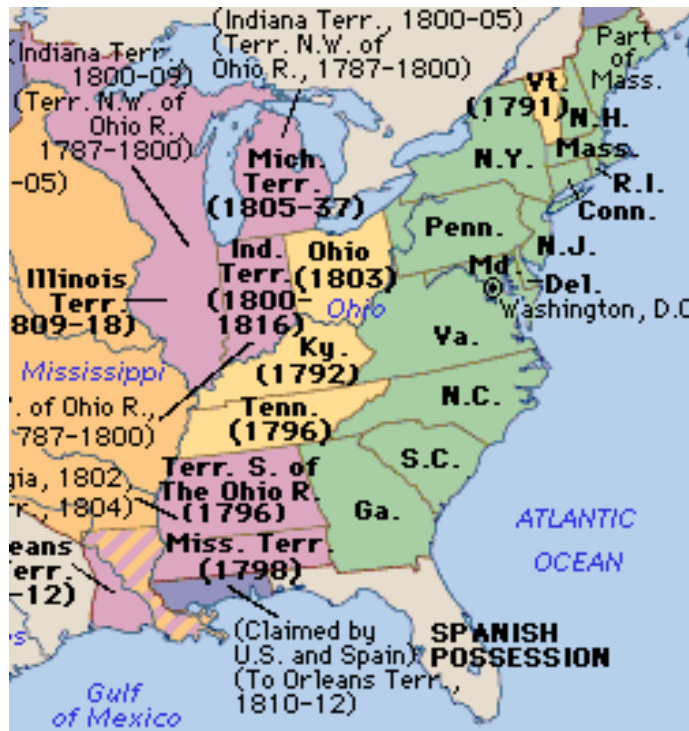 (Indiana Terr., 1800-05)
(Terr. N.W. of
Ohio R., 1787-1800)
(Indiana Terr.,
1800-09)
(Terr. N.W. of
Ohio R.,
1787-1800)
-05)
Part
of
Mass.
Vt.
(1791)
N.H.
Mass.
R.I.
Conn.
N.Y.
Mich.
Terr.
(1805-37)
Penn.
N.J.
Md.
Del.
Washington, D.C
Ohio
(1803)
Ohio
Ind.
Terr.
(1800-
1816)
Illinois
Terr.
809-18)
Mississippi
Va.
Ky.
(1792)
. of Ohio R.,
787-1800)
Tenn.
(1796)
N.C.
S.C.
Ga.
gia, 1802,
rr., 1804)
Terr. S. of
The Ohio R.
(1796)
Miss. Terr.
(1798)
eans
Terr.
-12)
ATLANTIC
OCEAN
(Claimed by
U.S. and Spain)
(To Orleans Terr.,
1810-12)
SPANISH
POSSESSION
Gulf
of Mexico